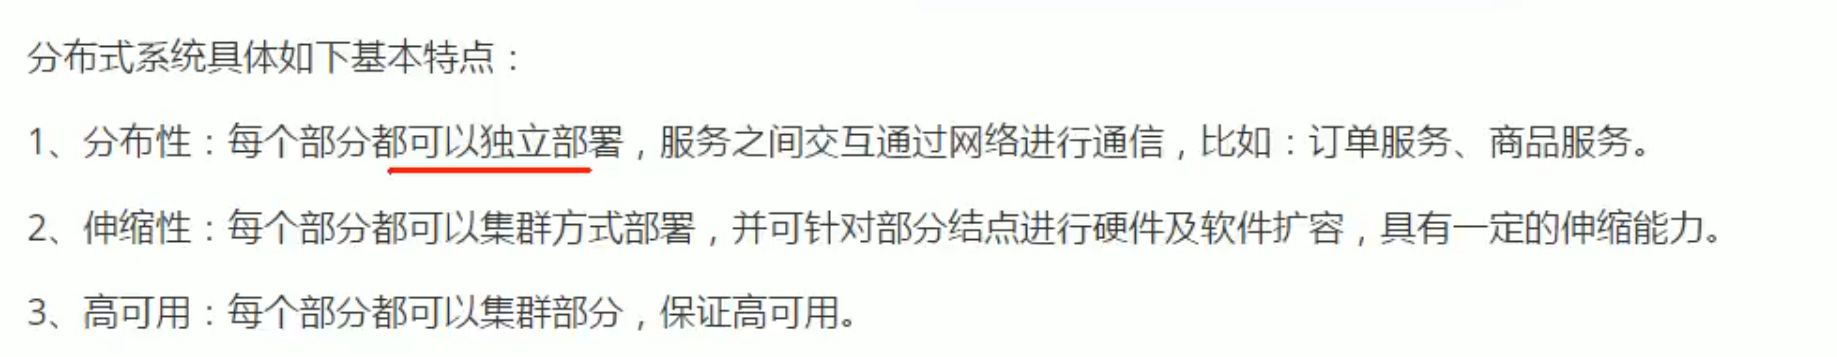 分布式系统具体如下基本特点：
1、分布性：每个部分都可以独立部署，服务之间交互通过网络进行通信，比如：订单服务、商品服务。
2、伸缩性：每个部分都可以集群方式部署，并可针对部分结点进行硬件及软件扩容，具有一定的伸缩能力。
3、高可用：每个部分都可以集群部分，保证高可用。